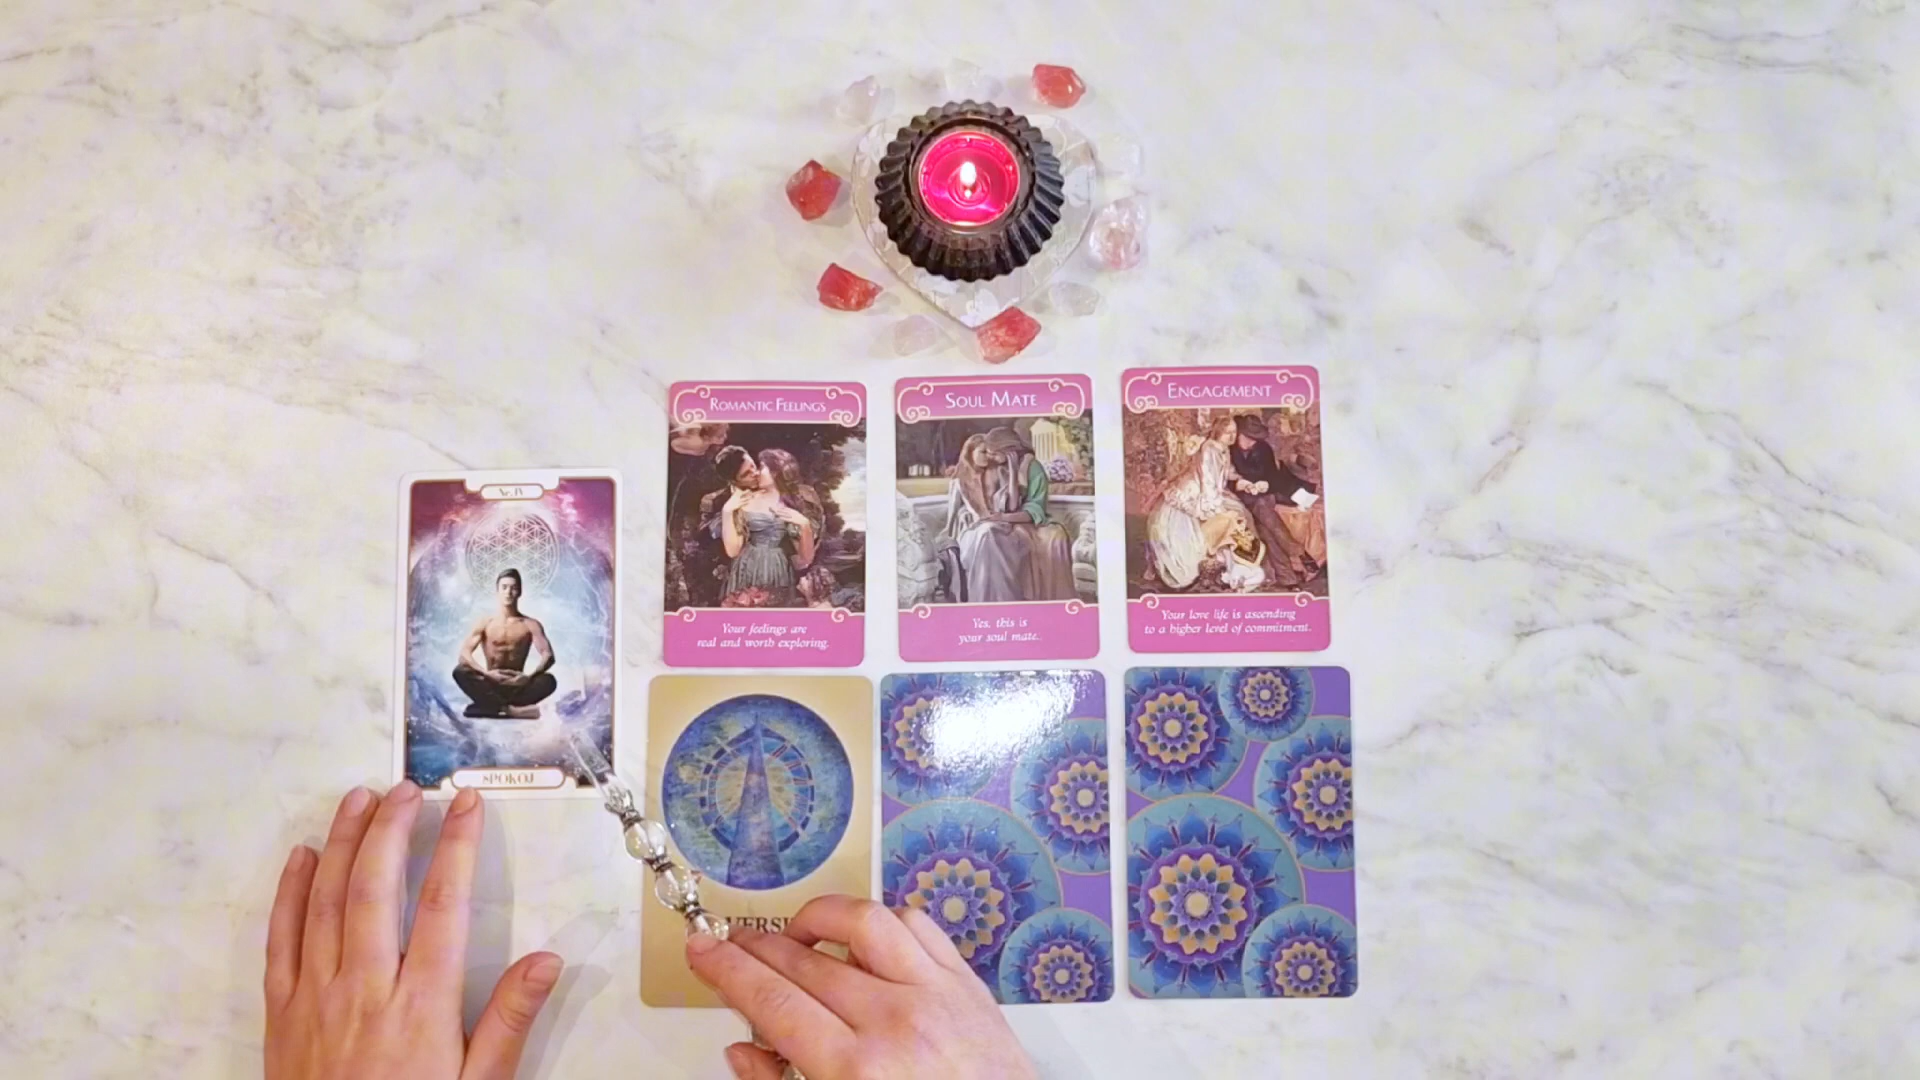 Nr. IV
SPOKÓJ
ROMANTIC FEELINGS
Your feelings are
real and worth exploring.
SOUL MATE
Yes, this is
your soul mate.
ENGAGEMENT
Your love life is ascending
to a higher level of commitment.